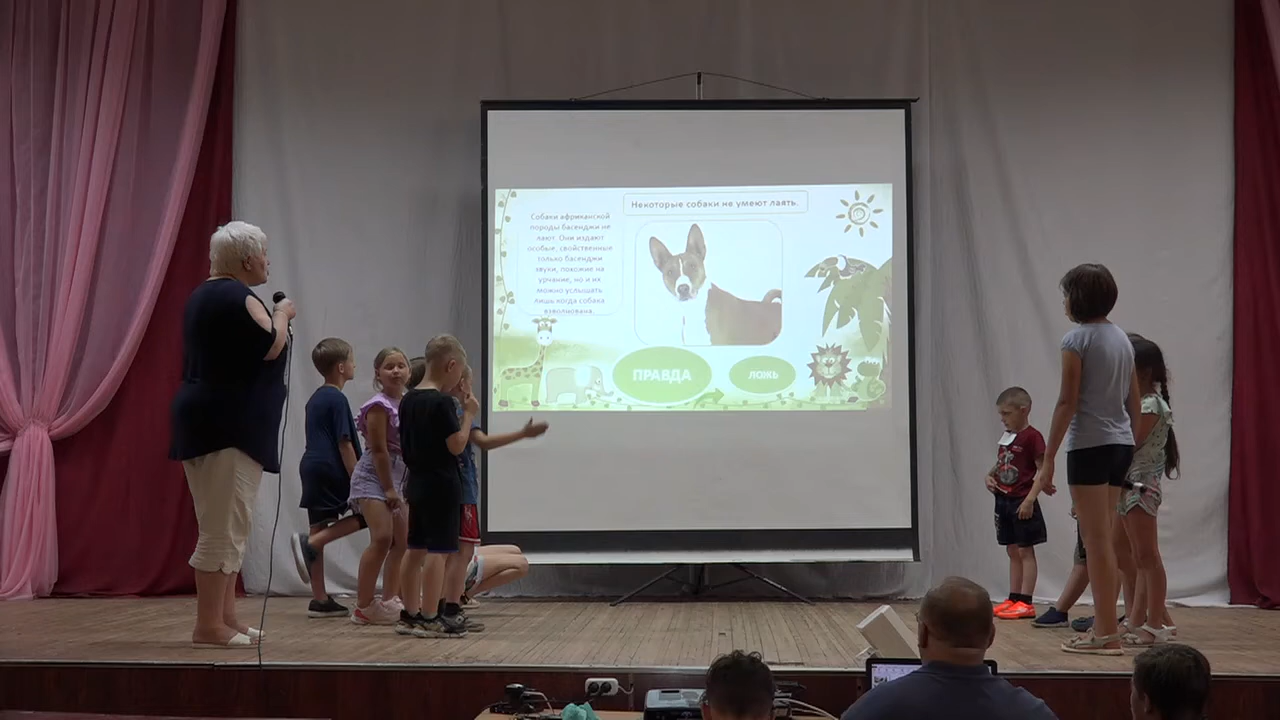 Некоторые собаки не умеют лаять.
Собаки африканской
породы басенджи не
лают. Они издают
особые, свойственные
только басенджи
звуки, похожие на
урчание, но и их
можно услышать
лишь когда собака
взволнована.
ПРАВДА
ЛОЖЬ